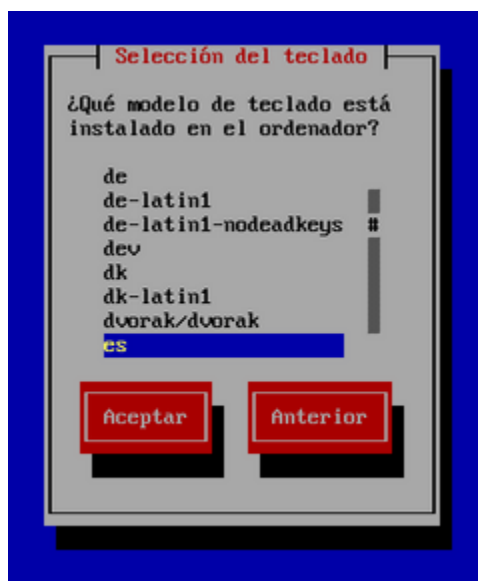 Selección del teclado
¿Qué modelo de teclado está
instalado en el ordenador?
de
de-latin1
de-latin1-nodeadkeys #
dev
dk
dk-latin1
dvorak/dvorak
es
Aceptar Anterior